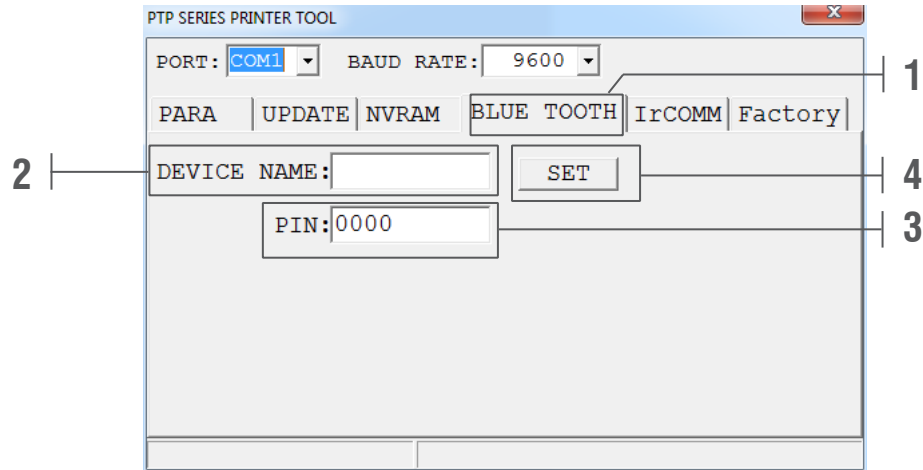 PTP SERIES PRINTER TOOL
x
PORT: COM1 BAUD RATE: 9600
1
PARA UPDATE NVRAM BLUE TOOTH IrCOMM Factory
2 DEVICE NAME: SET 4
PIN: 0000 3